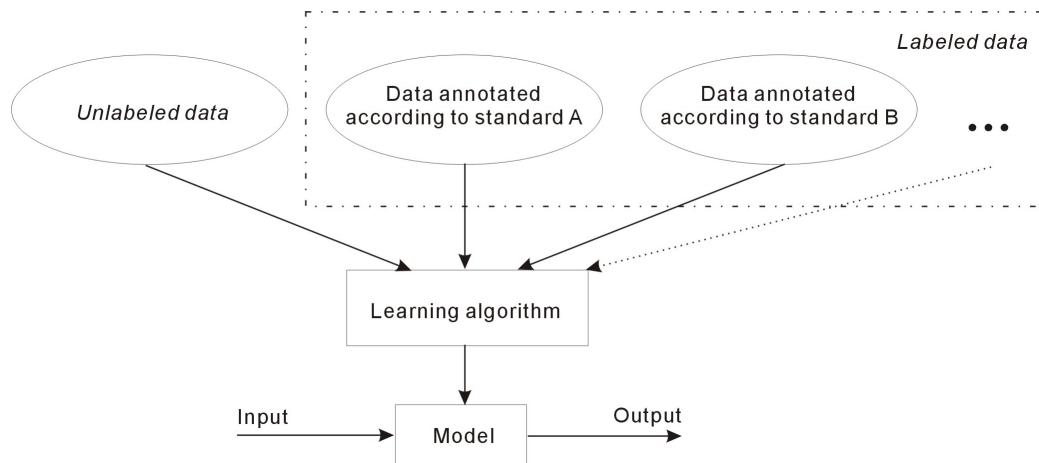 Labeled data
Unlabeled data
Data annotated
according to standard A
Data annotated
according to standard B
...
Learning algorithm
Input
Model
Output